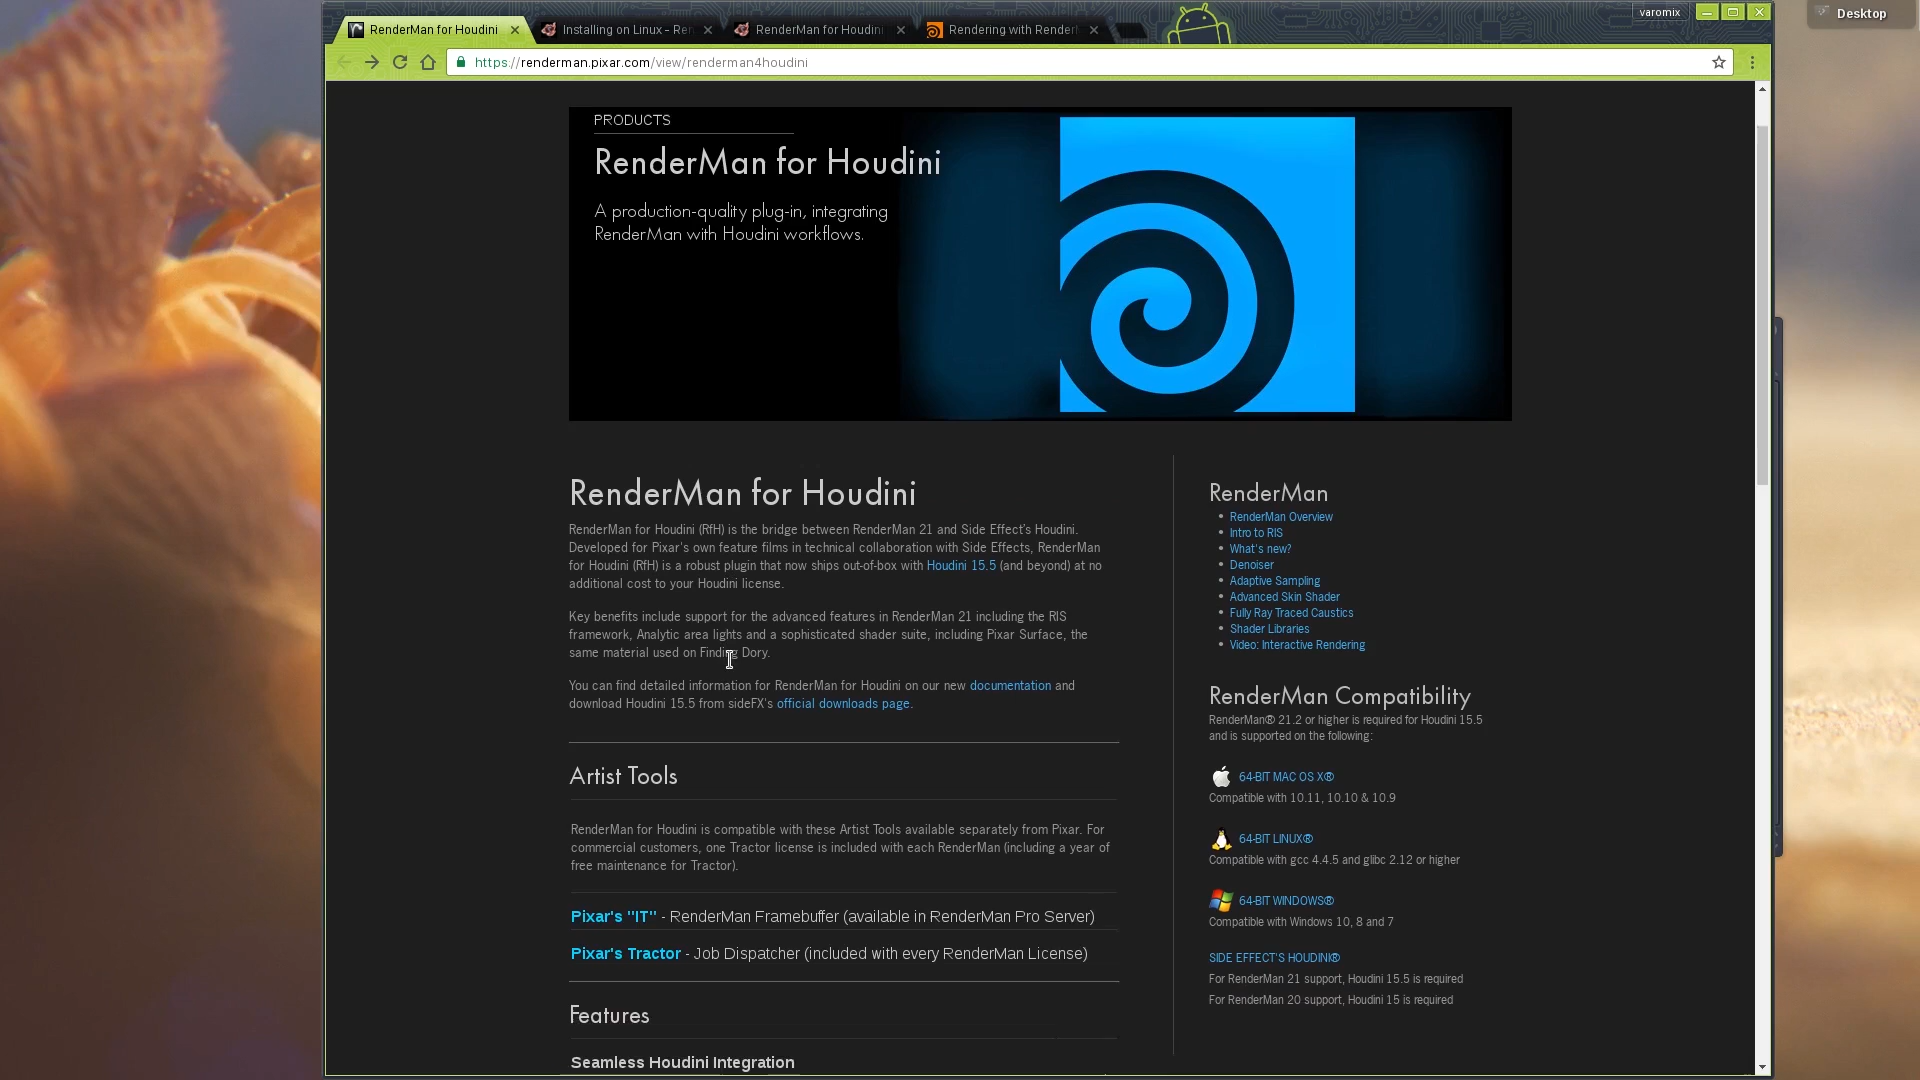 varomix
Desktop
RenderMan for Houdini
Installing on Linux - Ren
RenderMan for Houdini
Rendering with Render
https://renderman.pixar.com/view/renderman4houdini
PRODUCTS
RenderMan for Houdini
A production-quality plug-in, integrating
RenderMan with Houdini workflows.
RenderMan for Houdini
RenderMan for Houdini (RfH) is the bridge between RenderMan 21 and Side Effect's Houdini.
Developed for Pixar's own feature films in technical collaboration with Side Effects, RenderMan
for Houdini (RfH) is a robust plugin that now ships out-of-box with Houdini 15.5 (and beyond) at no
additional cost to your Houdini license.
Key benefits include support for the advanced features in RenderMan 21 including the RIS
framework, Analytic area lights and a sophisticated shader suite, including Pixar Surface, the
same material used on Finding Dory.
You can find detailed information for RenderMan for Houdini on our new documentation and
download Houdini 15.5 from sideFX's official downloads page.
Artist Tools
RenderMan for Houdini is compatible with these Artist Tools available separately from Pixar. For
commercial customers, one Tractor license is included with each RenderMan (including a year of
free maintenance for Tractor).
Pixar's "IT" - RenderMan Framebuffer (available in RenderMan Pro Server)
Pixar's Tractor - Job Dispatcher (included with every RenderMan License)
Features
Seamless Houdini Integration
RenderMan
• RenderMan Overview
• Intro to RIS
• What's new?
• Denoiser
• Adaptive Sampling
• Advanced Skin Shader
• Fully Ray Traced Caustics
• Shader Libraries
• Video: Interactive Rendering
RenderMan Compatibility
RenderMan® 21.2 or higher is required for Houdini 15.5
and is supported on the following:
64-BIT MAC OS X®
Compatible with 10.11, 10.10 & 10.9
64-BIT LINUX®
Compatible with gcc 4.4.5 and glibc 2.12 or higher
64-BIT WINDOWS®
Compatible with Windows 10, 8 and 7
SIDE EFFECT'S HOUDINI®
For RenderMan 21 support, Houdini 15.5 is required
For RenderMan 20 support, Houdini 15 is required